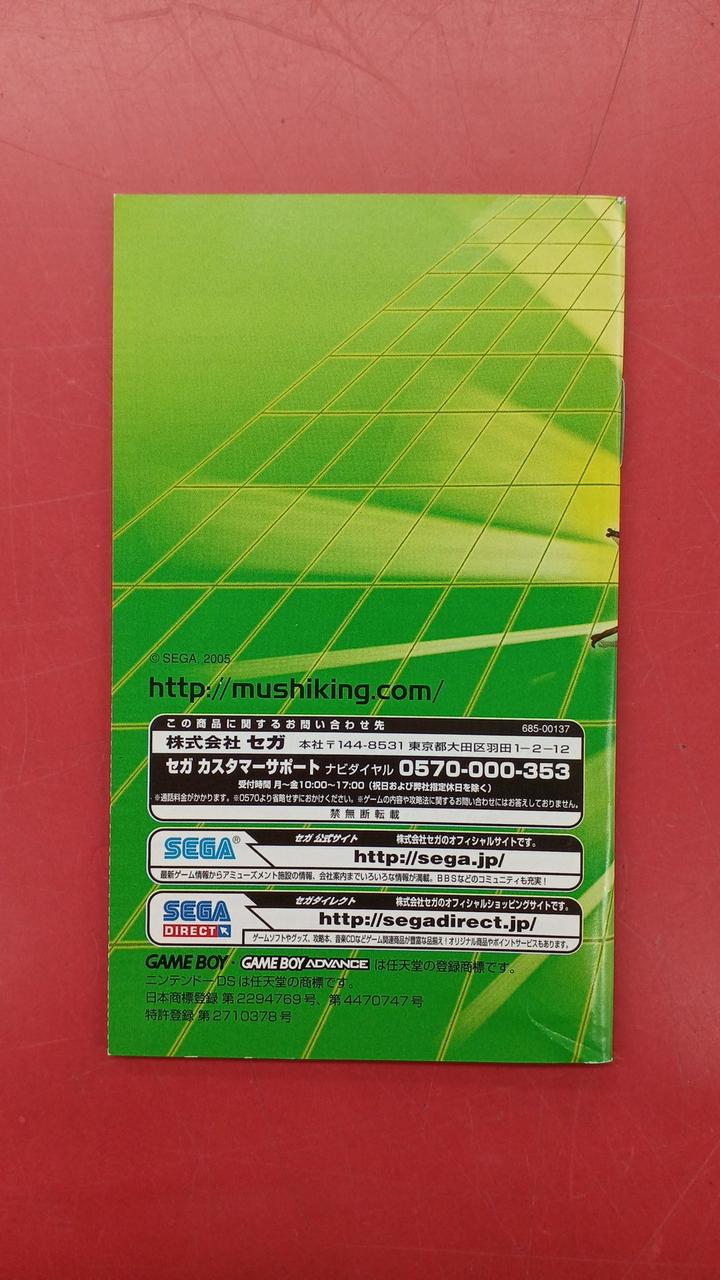 © SEGA, 2005
http://mushiking.com/
この商品に関するお問い合わせ先 685-00137
株式会社 セガ 本社〒144-8531 東京都大田区羽田1-2-12
セガ カスタマーサポート ナビダイヤル 0570-000-353
受付時間 月〜金10:00〜17:00（祝日および弊社指定休日を除く）
※通話料金がかかります。※0570より省略せずにおかけください。※ゲームの内容や攻略法に関するお問い合わせにはお答えしておりません。
禁無断転載
SEGA® セガ 公式サイト 株式会社セガのオフィシャルサイトです。
http://sega.jp/
最新ゲーム情報からアミューズメント施設の情報、会社案内までいろいろな情報が満載。BBSなどのコミュニティも充実！
SEGA DIRECT セガダイレクト 株式会社セガのオフィシャルショッピングサイトです。
http://segadirect.jp/
ゲームソフトやグッズ、攻略本、音楽CDなどゲーム関連商品が豊富な品揃え！オリジナル商品やポイントサービスもあります。
GAME BOY・GAME BOY ADVANCE は任天堂の登録商標です。
ニンテンドーDSは任天堂の商標です。
日本商標登録 第2294769号、第4470747号
特許登録 第2710378号